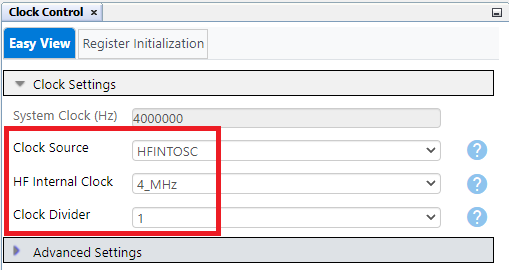 Clock Control ×
Easy View Register Initialization
Clock Settings
System Clock (Hz) 4000000
Clock Source HFINTOSC ?
HF Internal Clock 4_MHz ?
Clock Divider 1 ?
Advanced Settings